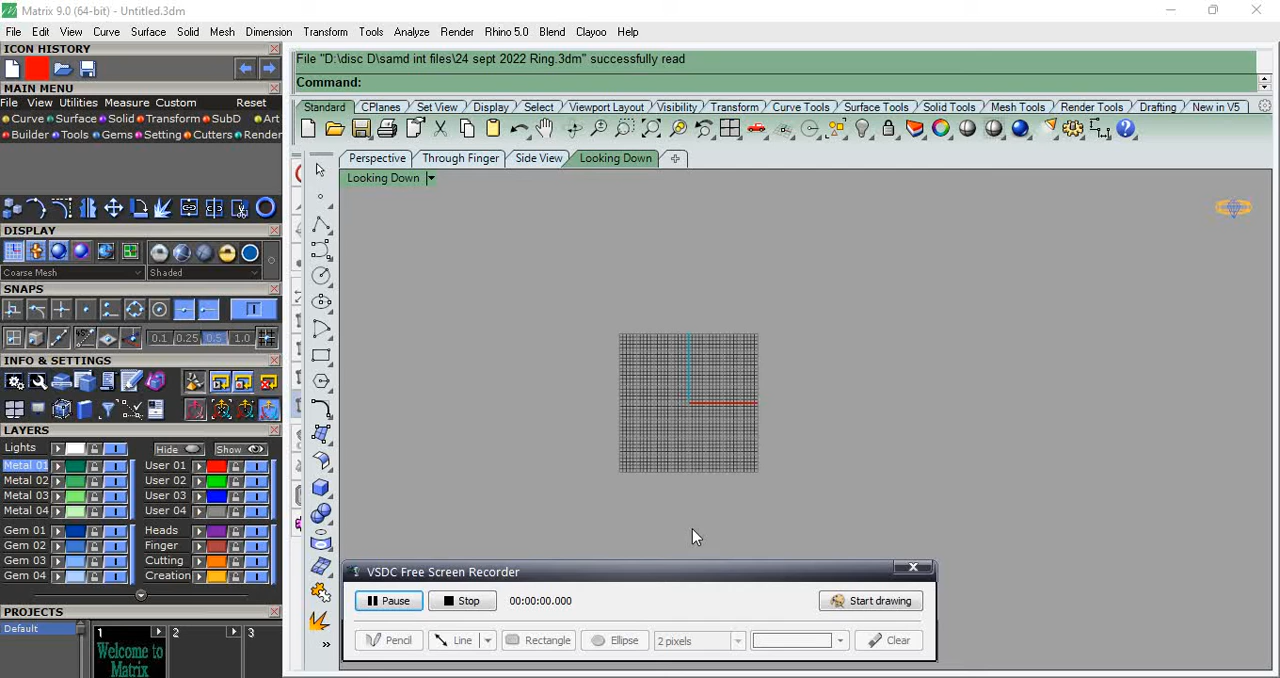 Matrix 9.0 (64-bit) - Untitled.3dm
File Edit View Curve Surface Solid Mesh Dimension Transform Tools Analyze Render Rhino 5.0 Blend Clayoo Help
ICON HISTORY
File "D:\disc D\samd int files\24 sept 2022 Ring.3dm" successfully read
Command:
MAIN MENU
File View Utilities Measure Custom Reset
Curve Surface Solid Transform SubD Art
Builder Tools Gems Setting Cutters Render
Standard CPlanes Set View Display Select Viewport Layout Visibility Transform Curve Tools Surface Tools Solid Tools Mesh Tools Render Tools Drafting New in V5
Perspective Through Finger Side View Looking Down
Looking Down
DISPLAY
Coarse Mesh Shaded
SNAPS
0.1 0.25 0.5 1.0
INFO & SETTINGS
LAYERS
Lights Hide Show
Metal 01 User 01
Metal 02 User 02
Metal 03 User 03
Metal 04 User 04
Gem 01 Heads
Gem 02 Finger
Gem 03 Cutting
Gem 04 Creation
PROJECTS
Default 1 2 3
Welcome to
Matrix
VSDC Free Screen Recorder
Pause Stop 00:00:00.000 Start drawing
Pencil Line Rectangle Ellipse 2 pixels Clear